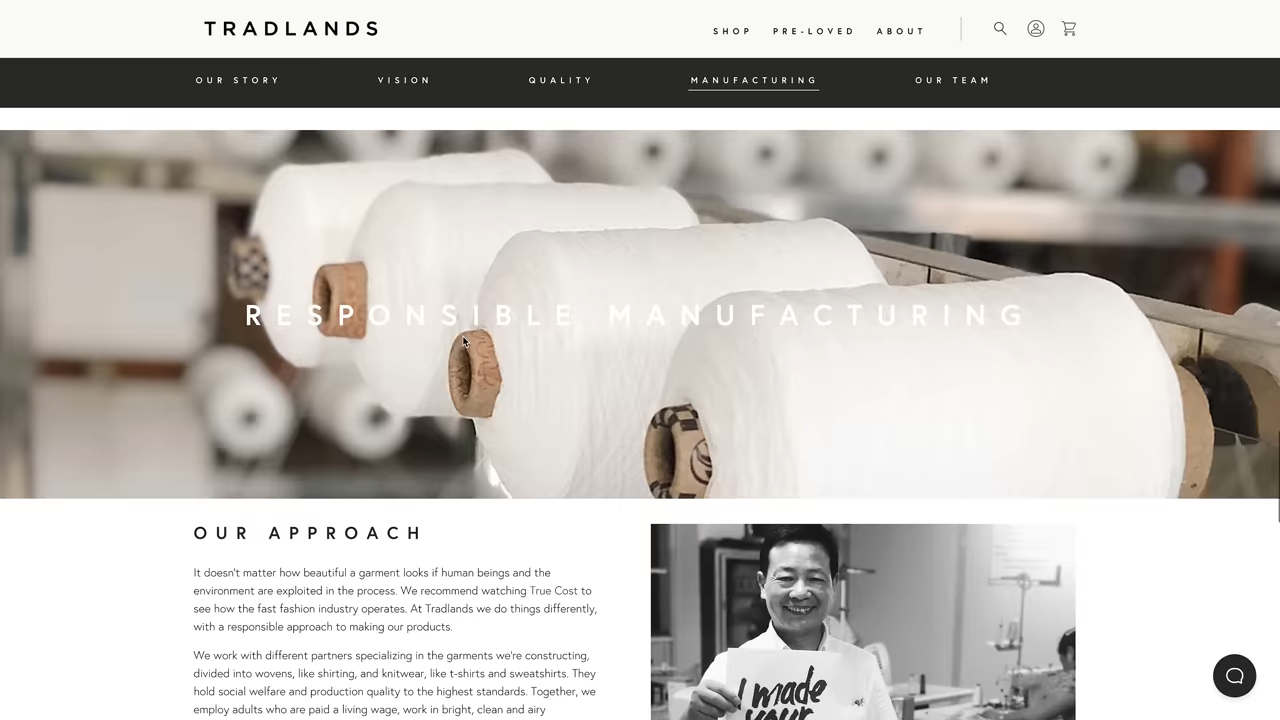 TRADLANDS
SHOP PRE-LOVED ABOUT
OUR STORY VISION QUALITY MANUFACTURING OUR TEAM
RESPONSIBLE MANUFACTURING
OUR APPROACH
It doesn't matter how beautiful a garment looks if human beings and the
environment are exploited in the process. We recommend watching True Cost to
see how the fast fashion industry operates. At Tradlands we do things differently,
with a responsible approach to making our products.
We work with different partners specializing in the garments we're constructing,
divided into wovens, like shirting, and knitwear, like t-shirts and sweatshirts. They
hold social welfare and production quality to the highest standards. Together, we
employ adults who are paid a living wage, work in bright, clean and airy
I made
your